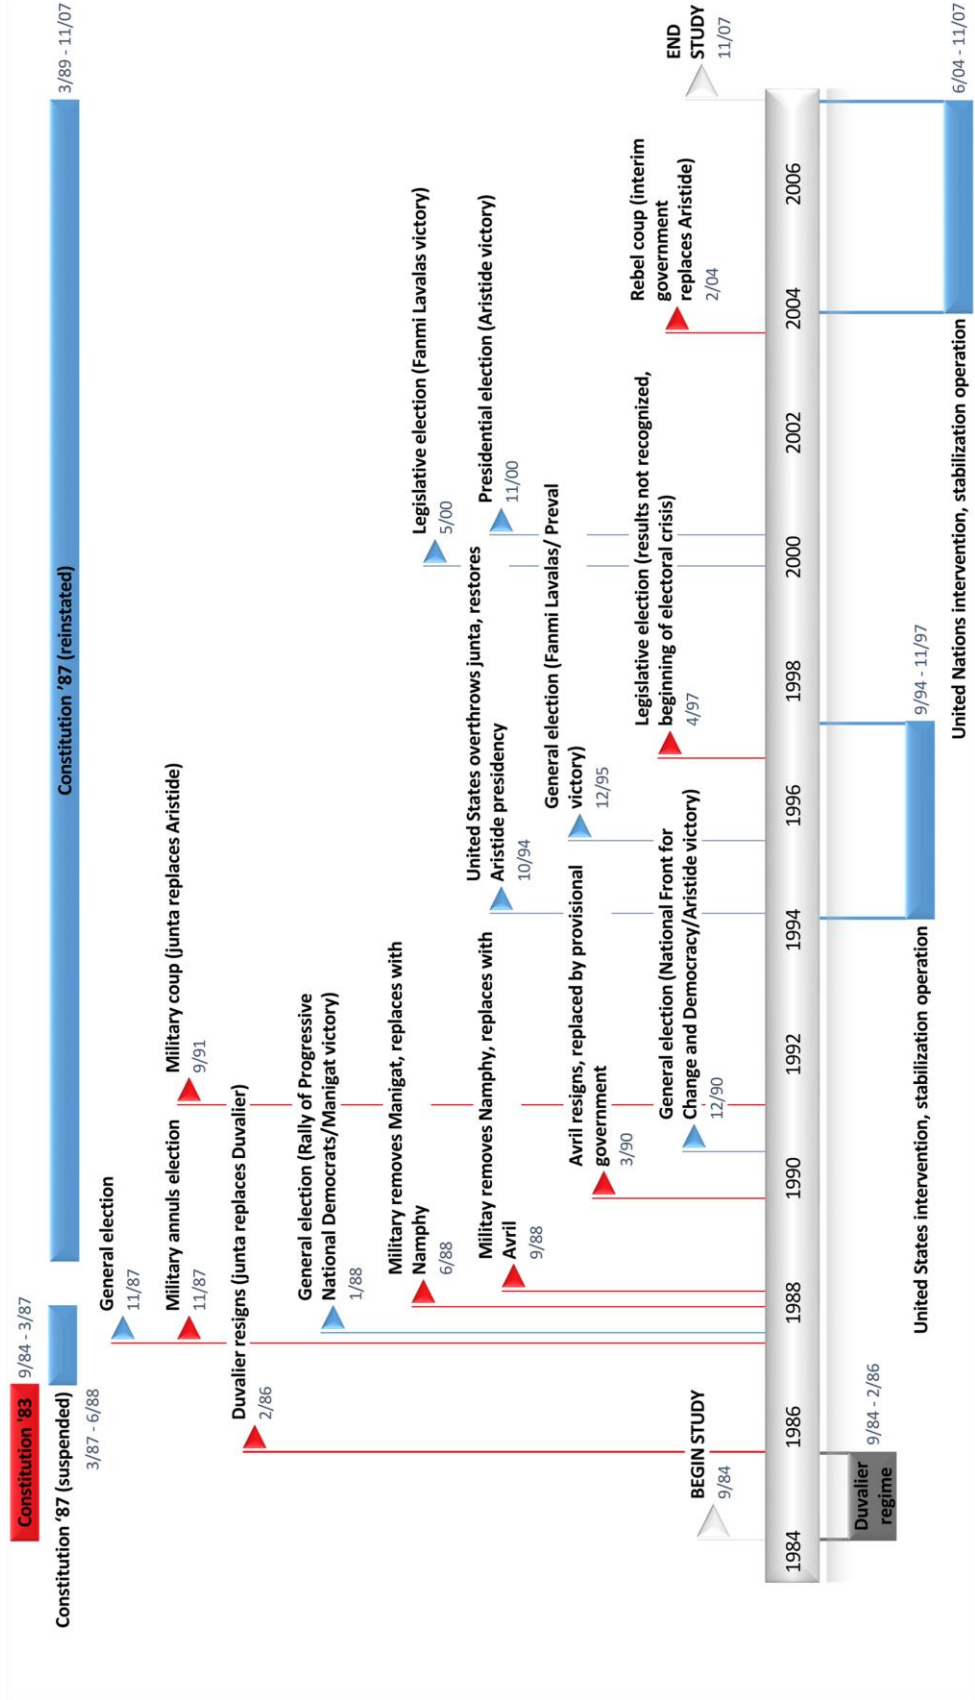 Constitution '83
9/84 - 3/87
Constitution '87 (suspended)
3/87 - 6/88
Constitution '87 (reinstated)
3/89 - 11/07
General election
11/87
Military annuls election
11/87
Military coup (junta replaces Aristide)
9/91
Duvalier resigns (junta replaces Duvalier)
2/86
General election (Rally of Progressive
National Democrats/Manigat victory)
1/88
Military removes Manigat, replaces with
Namphy
6/88
Legislative election (Fanmi Lavalas victory)
5/00
Militay removes Namphy, replaces with
Avril
9/88
United States overthrows junta, restores
Aristide presidency
10/94
Presidential election (Aristide victory)
11/00
Avril resigns, replaced by provisional
government
3/90
General election (Fanmi Lavalas/ Preval
victory)
12/95
BEGIN STUDY
9/84
General election (National Front for
Change and Democracy/Aristide victory)
12/90
Legislative election (results not recognized,
beginning of electoral crisis)
4/97
Rebel coup (interim
government
replaces Aristide)
2/04
END
STUDY
11/07
1984 1986 1988 1990 1992 1994 1996 1998 2000 2002 2004 2006
Duvalier
regime
9/84 - 2/86
United States intervention, stabilization operation
9/94 - 11/97
United Nations intervention, stabilization operation
6/04 - 11/07